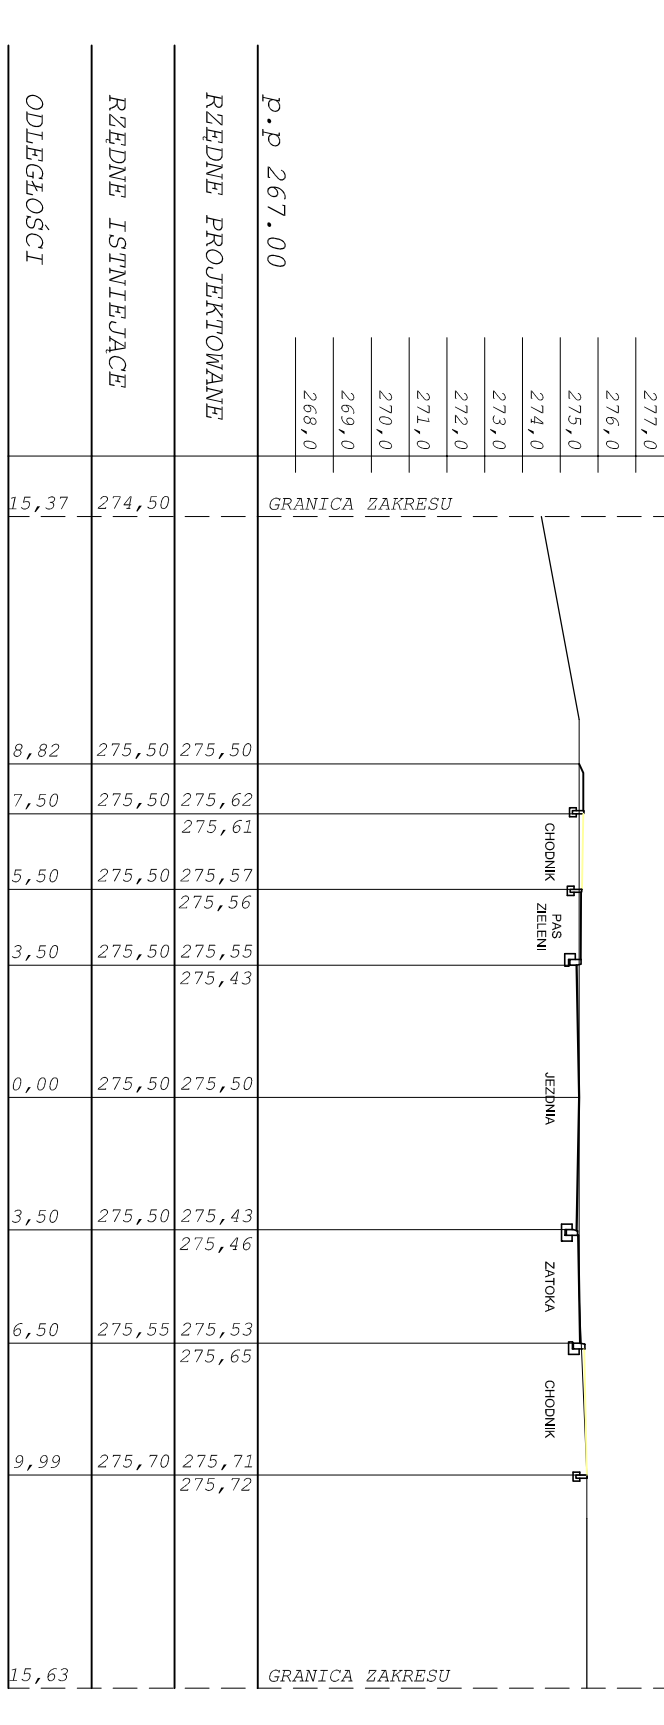 p.p 267.00
RZĘDNE PROJEKTOWANE
RZĘDNE ISTNIEJĄCE
ODLEGŁOŚCI
277,0
276,0
275,0
274,0
273,0
272,0
271,0
270,0
269,0
268,0
15,37 274,50 GRANICA ZAKRESU
8,82 275,50 275,50
7,50 275,50 275,62
275,61
CHODNIK
5,50 275,50 275,57
275,56
PAS
ZIELENI
3,50 275,50 275,55
275,43
0,00 275,50 275,50
JEZDNIA
3,50 275,50 275,43
275,46
ZATOKA
6,50 275,55 275,53
275,65
CHODNIK
9,99 275,70 275,71
275,72
15,63 GRANICA ZAKRESU